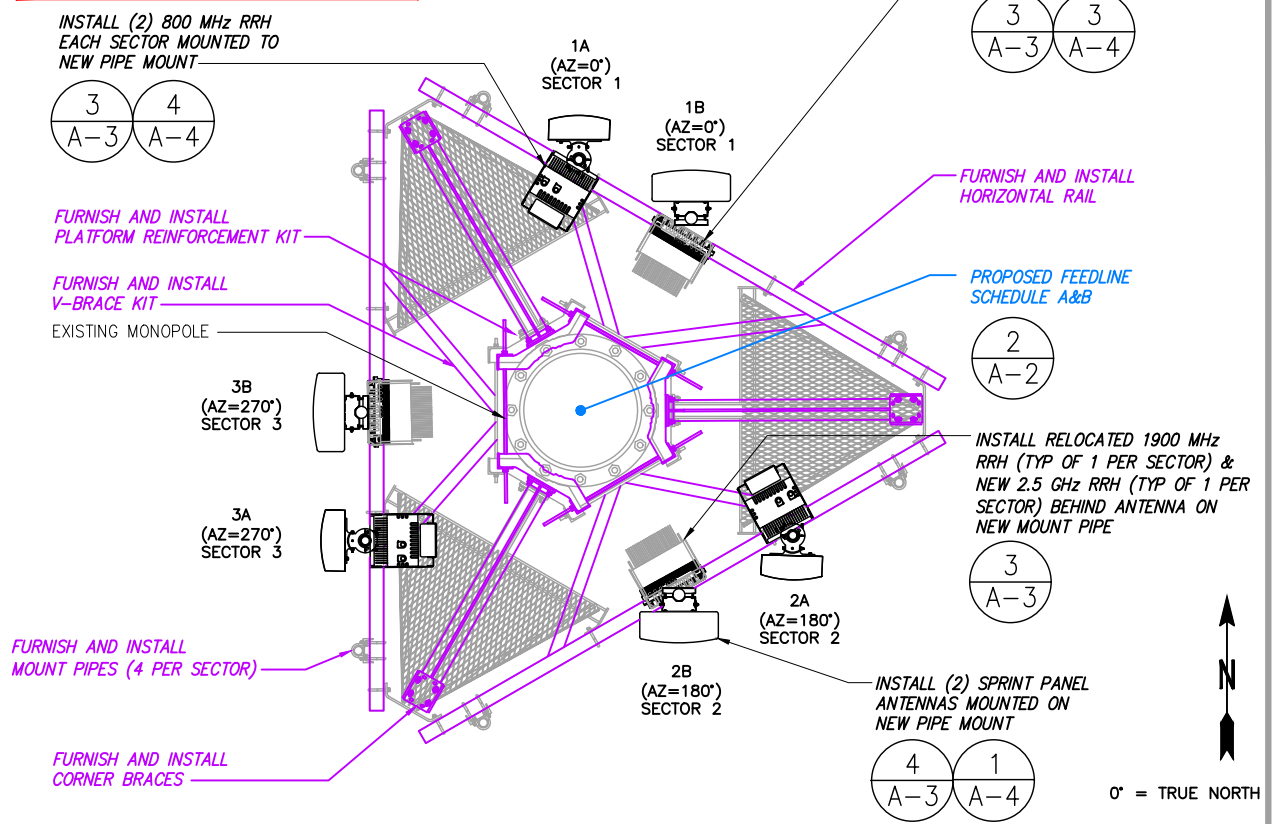 INSTALL (2) 800 MHz RRH
EACH SECTOR MOUNTED TO
NEW PIPE MOUNT
3
A-3
4
A-4
1A
(AZ=0°)
SECTOR 1
1B
(AZ=0°)
SECTOR 1
3
A-3
3
A-4
FURNISH AND INSTALL
HORIZONTAL RAIL
FURNISH AND INSTALL
PLATFORM REINFORCEMENT KIT
FURNISH AND INSTALL
V-BRACE KIT
EXISTING MONOPOLE
PROPOSED FEEDLINE
SCHEDULE A&B
2
A-2
3B
(AZ=270°)
SECTOR 3
3A
(AZ=270°)
SECTOR 3
INSTALL RELOCATED 1900 MHz
RRH (TYP OF 1 PER SECTOR) &
NEW 2.5 GHz RRH (TYP OF 1 PER
SECTOR) BEHIND ANTENNA ON
NEW MOUNT PIPE
3
A-3
2A
(AZ=180°)
SECTOR 2
2B
(AZ=180°)
SECTOR 2
FURNISH AND INSTALL
MOUNT PIPES (4 PER SECTOR)
INSTALL (2) SPRINT PANEL
ANTENNAS MOUNTED ON
NEW PIPE MOUNT
4
A-3
1
A-4
FURNISH AND INSTALL
CORNER BRACES
N
0° = TRUE NORTH